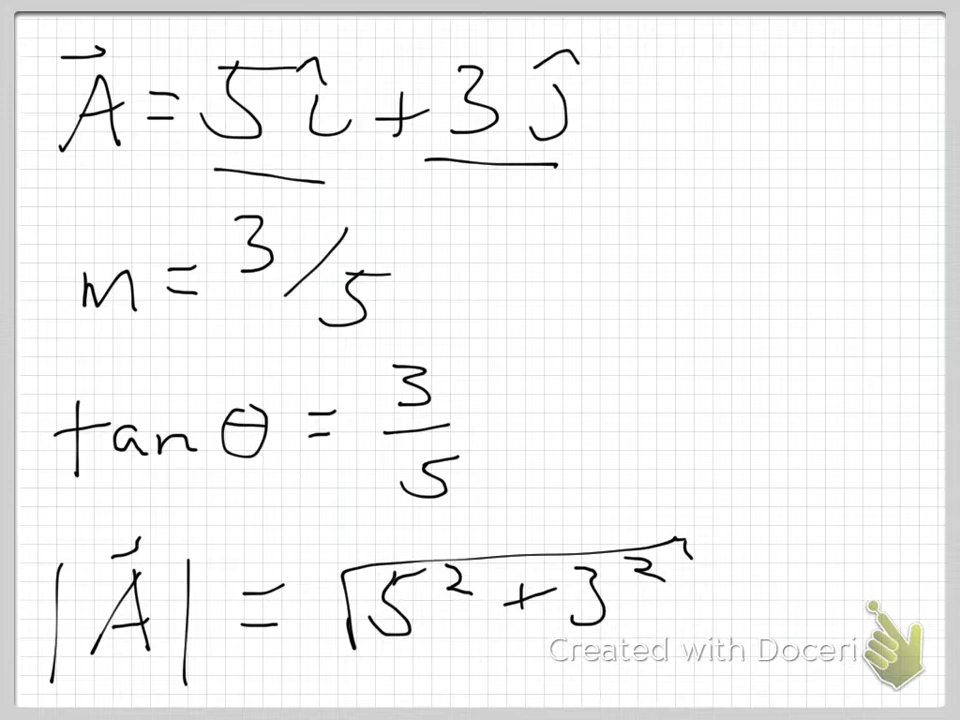 A⃗ = 5î + 3ĵ
m = 3/5
tan θ = 3/5
|A⃗| = √(5² + 3²)
Created with Doceri